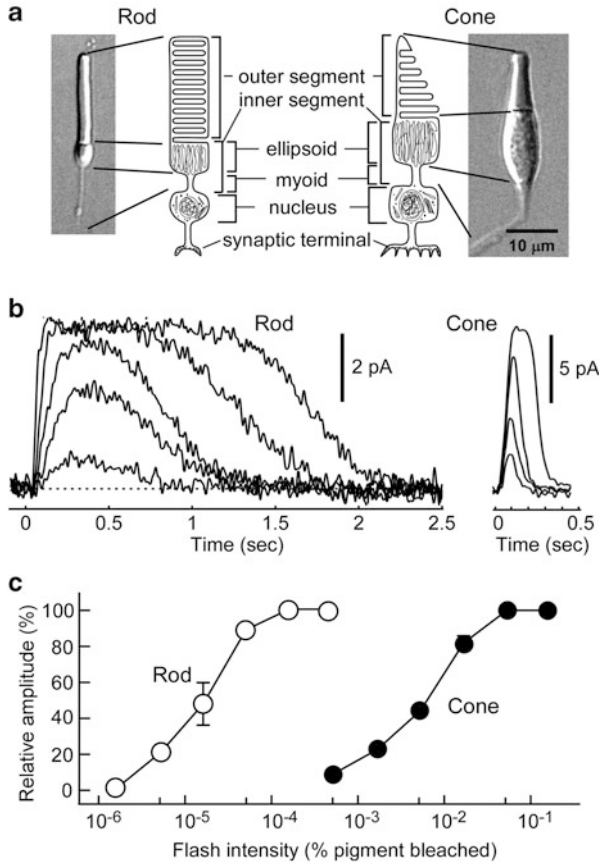 a
Rod
Cone
outer segment
inner segment
ellipsoid
myoid
nucleus
synaptic terminal
10 μm
b
Rod
Cone
2 pA
5 pA
0 0.5 1 1.5 2 2.5
Time (sec)
0 0.5
Time (sec)
c
Relative amplitude (%)
100
80
60
40
20
0
Rod
Cone
10⁻⁶ 10⁻⁵ 10⁻⁴ 10⁻³ 10⁻² 10⁻¹
Flash intensity (% pigment bleached)